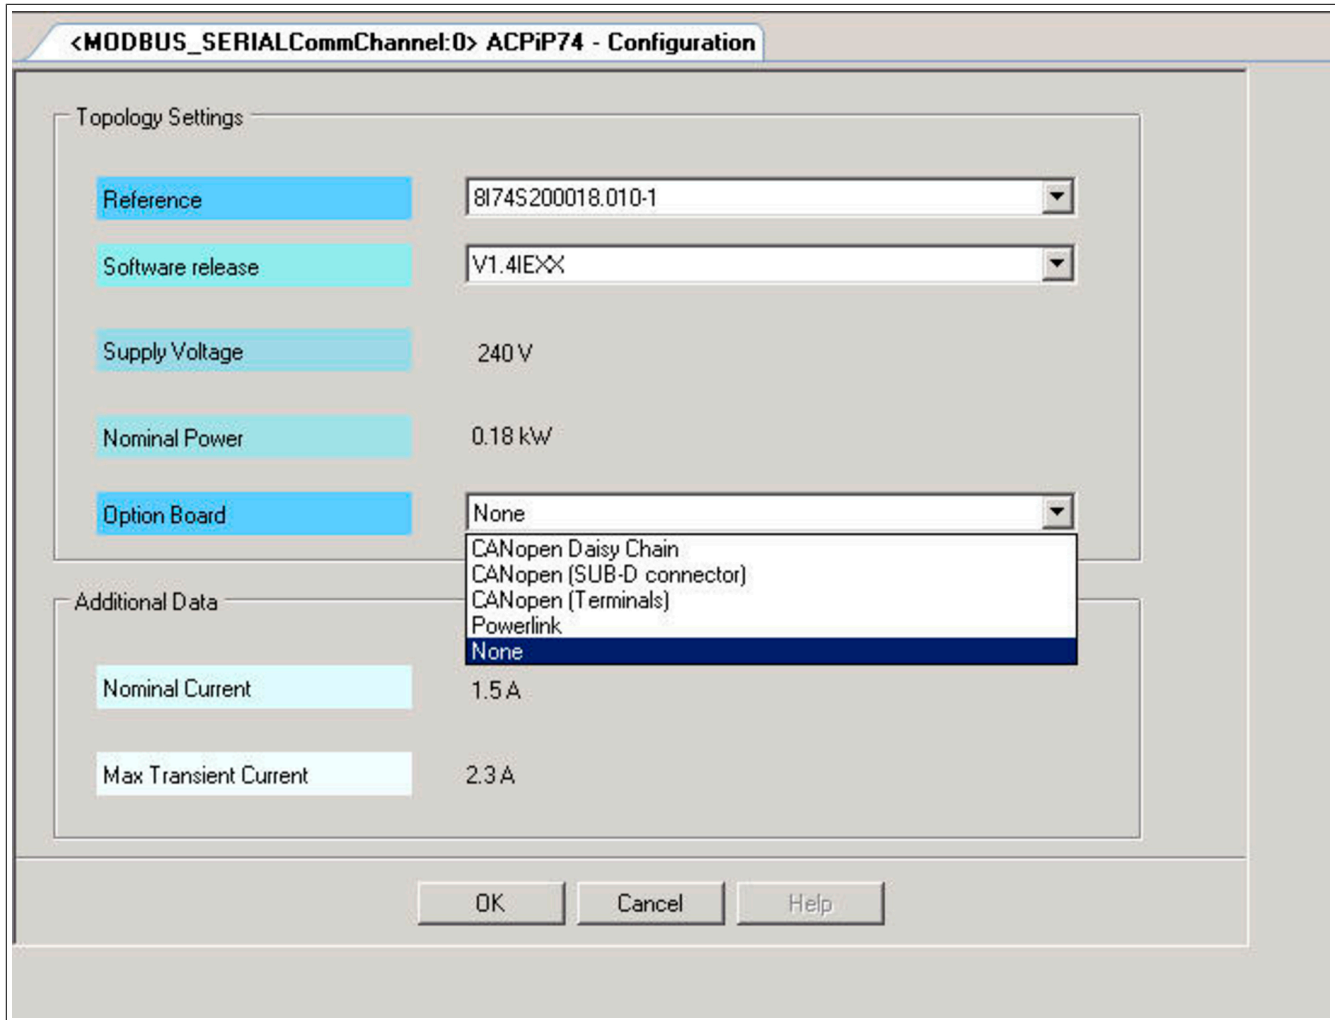 <MODBUS_SERIALCommChannel:0> ACPiP74 - Configuration
Topology Settings
Reference 8I74S200018.010-1
Software release V1.4IEXX
Supply Voltage 240 V
Nominal Power 0.18 kW
Option Board None
CANopen Daisy Chain
CANopen (SUB-D connector)
CANopen (Terminals)
Powerlink
None
Additional Data
Nominal Current 1.5 A
Max Transient Current 2.3 A
OK Cancel Help